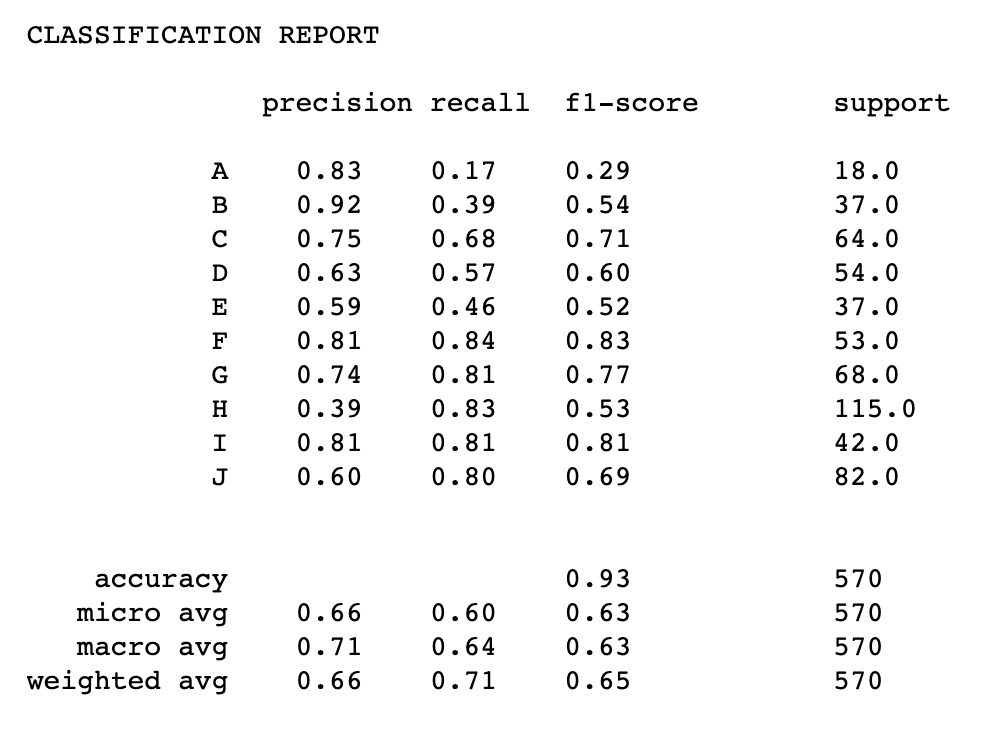 CLASSIFICATION REPORT
precision recall f1-score support
A 0.83 0.17 0.29 18.0
B 0.92 0.39 0.54 37.0
C 0.75 0.68 0.71 64.0
D 0.63 0.57 0.60 54.0
E 0.59 0.46 0.52 37.0
F 0.81 0.84 0.83 53.0
G 0.74 0.81 0.77 68.0
H 0.39 0.83 0.53 115.0
I 0.81 0.81 0.81 42.0
J 0.60 0.80 0.69 82.0
accuracy 0.93 570
micro avg 0.66 0.60 0.63 570
macro avg 0.71 0.64 0.63 570
weighted avg 0.66 0.71 0.65 570